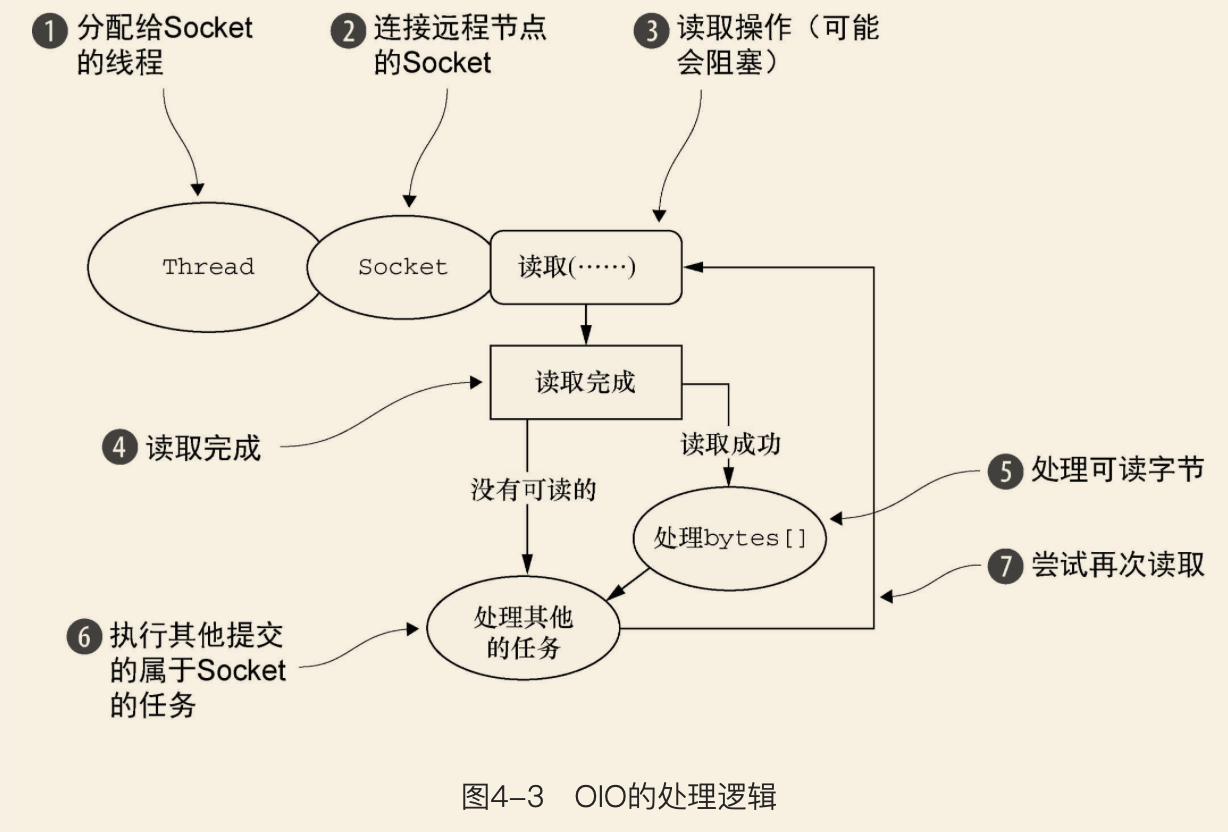 1 分配给Socket
的线程
2 连接远程节点
的Socket
3 读取操作（可能
会阻塞）
Thread
Socket
读取(……)
读取完成
4 读取完成
读取成功
没有可读的
5 处理可读字节
处理bytes[]
7 尝试再次读取
处理其他
的任务
6 执行其他提交
的属于Socket
的任务
图4-3 OIO的处理逻辑